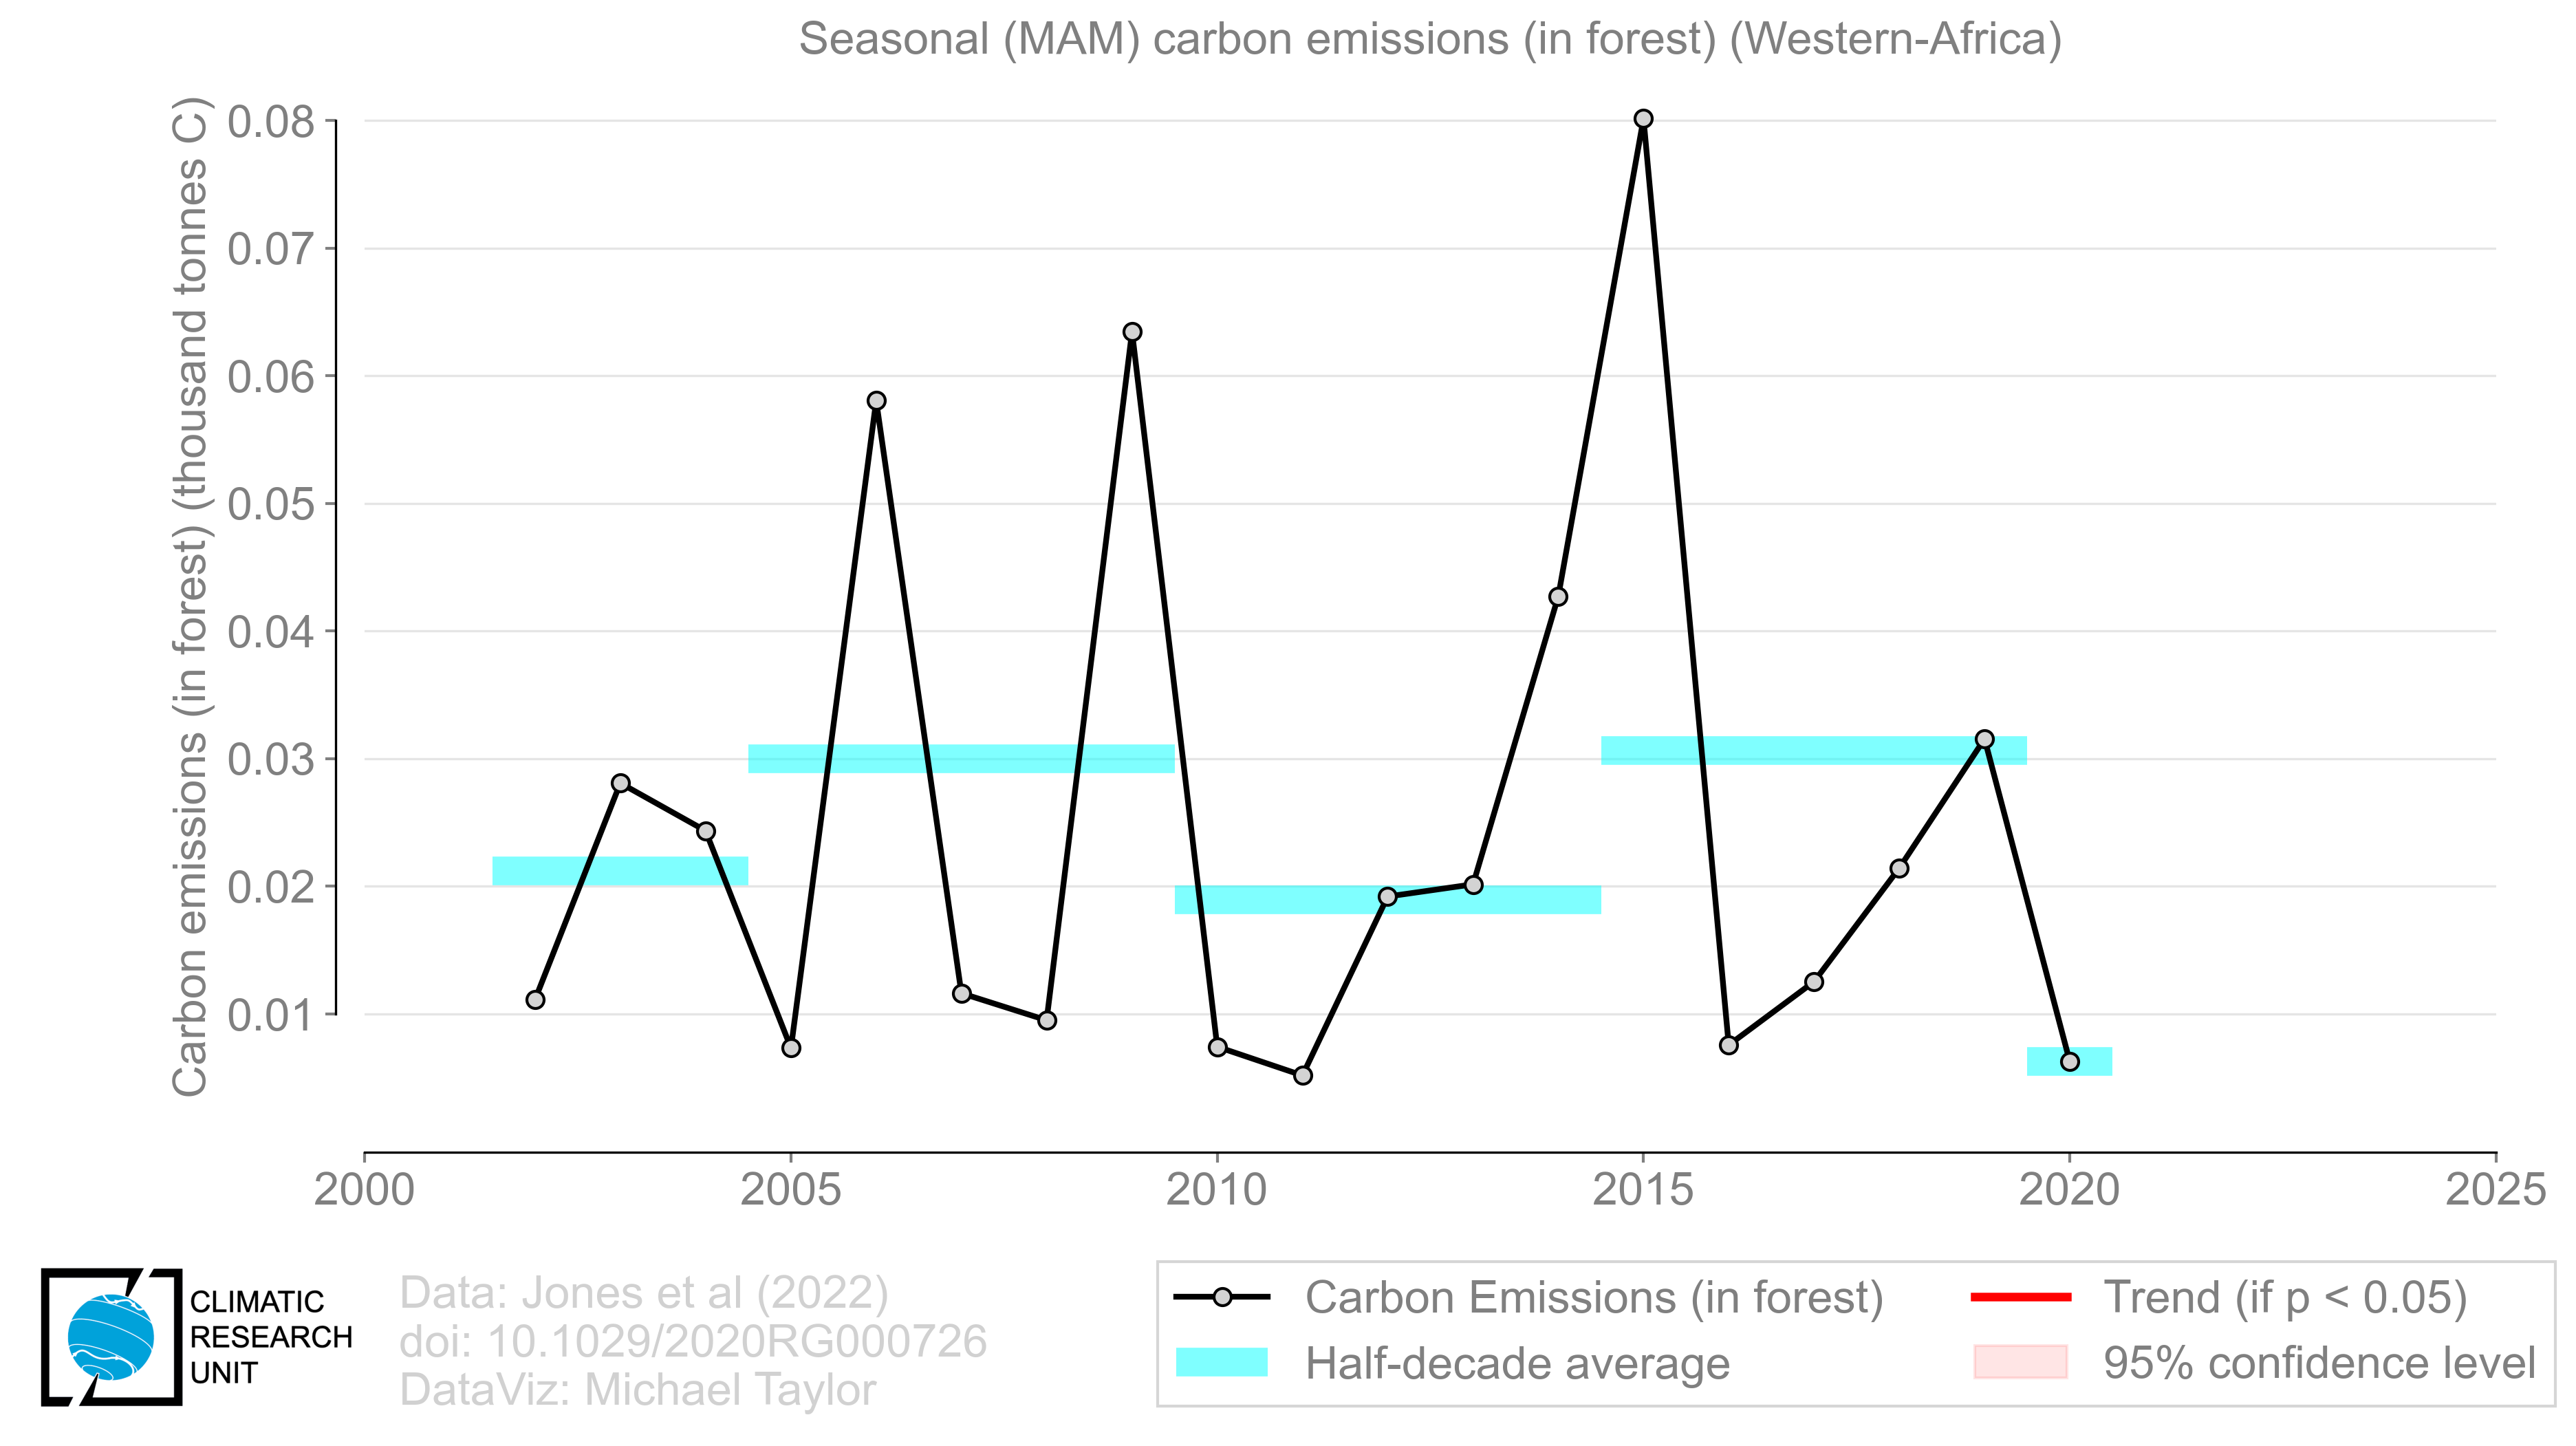 Seasonal (MAM) carbon emissions (in forest) (Western-Africa)
Carbon emissions (in forest) (thousand tonnes C)
0.08
0.07
0.06
0.05
0.04
0.03
0.02
0.01
2000
2005
2010
2015
2020
2025
CLIMATIC
RESEARCH
UNIT
Data: Jones et al (2022)
doi: 10.1029/2020RG000726
DataViz: Michael Taylor
Carbon Emissions (in forest)
Half-decade average
Trend (if p < 0.05)
95% confidence level